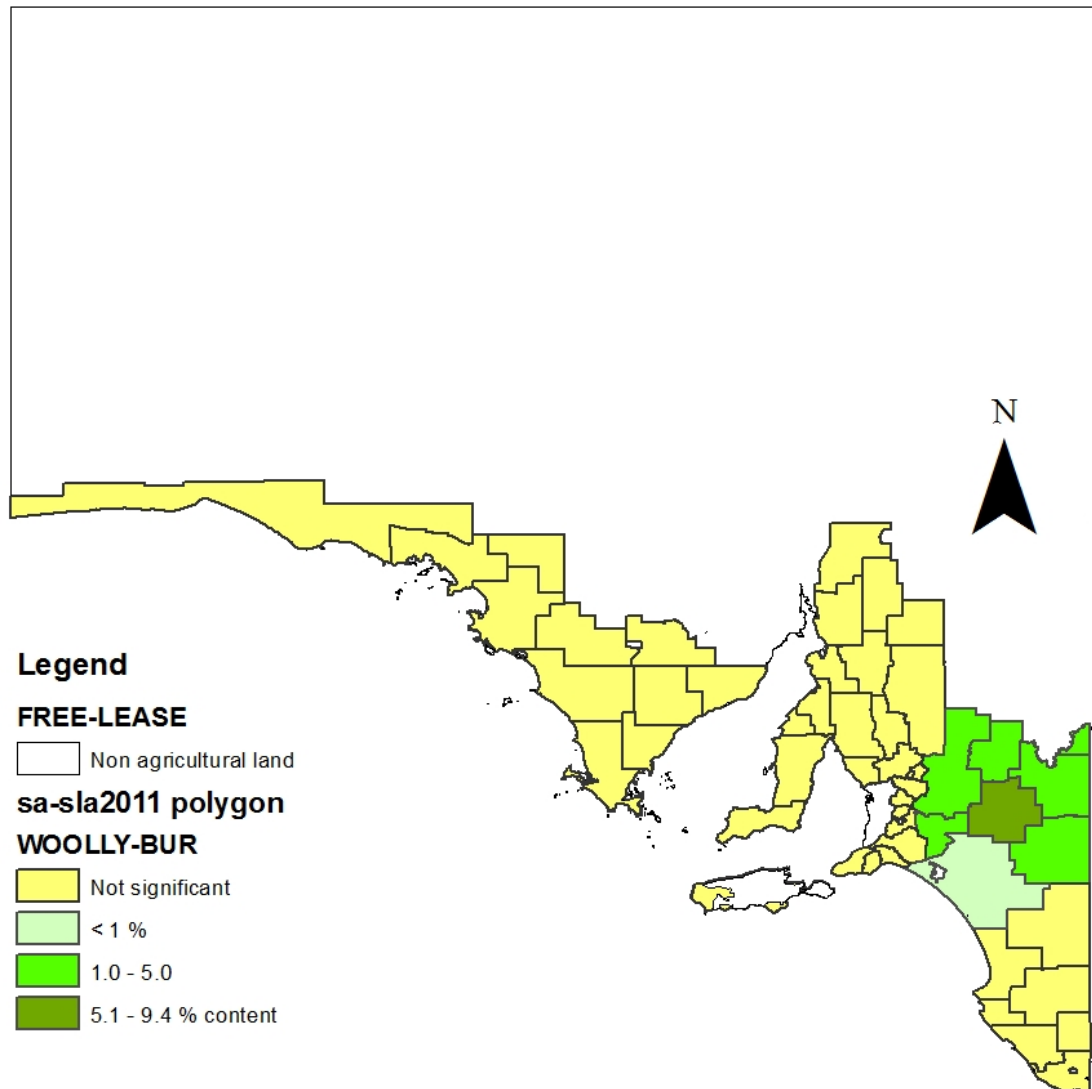 N
Legend
FREE-LEASE
Non agricultural land
sa-sla2011 polygon
WOOLLY-BUR
Not significant
< 1 %
1.0 - 5.0
5.1 - 9.4 % content